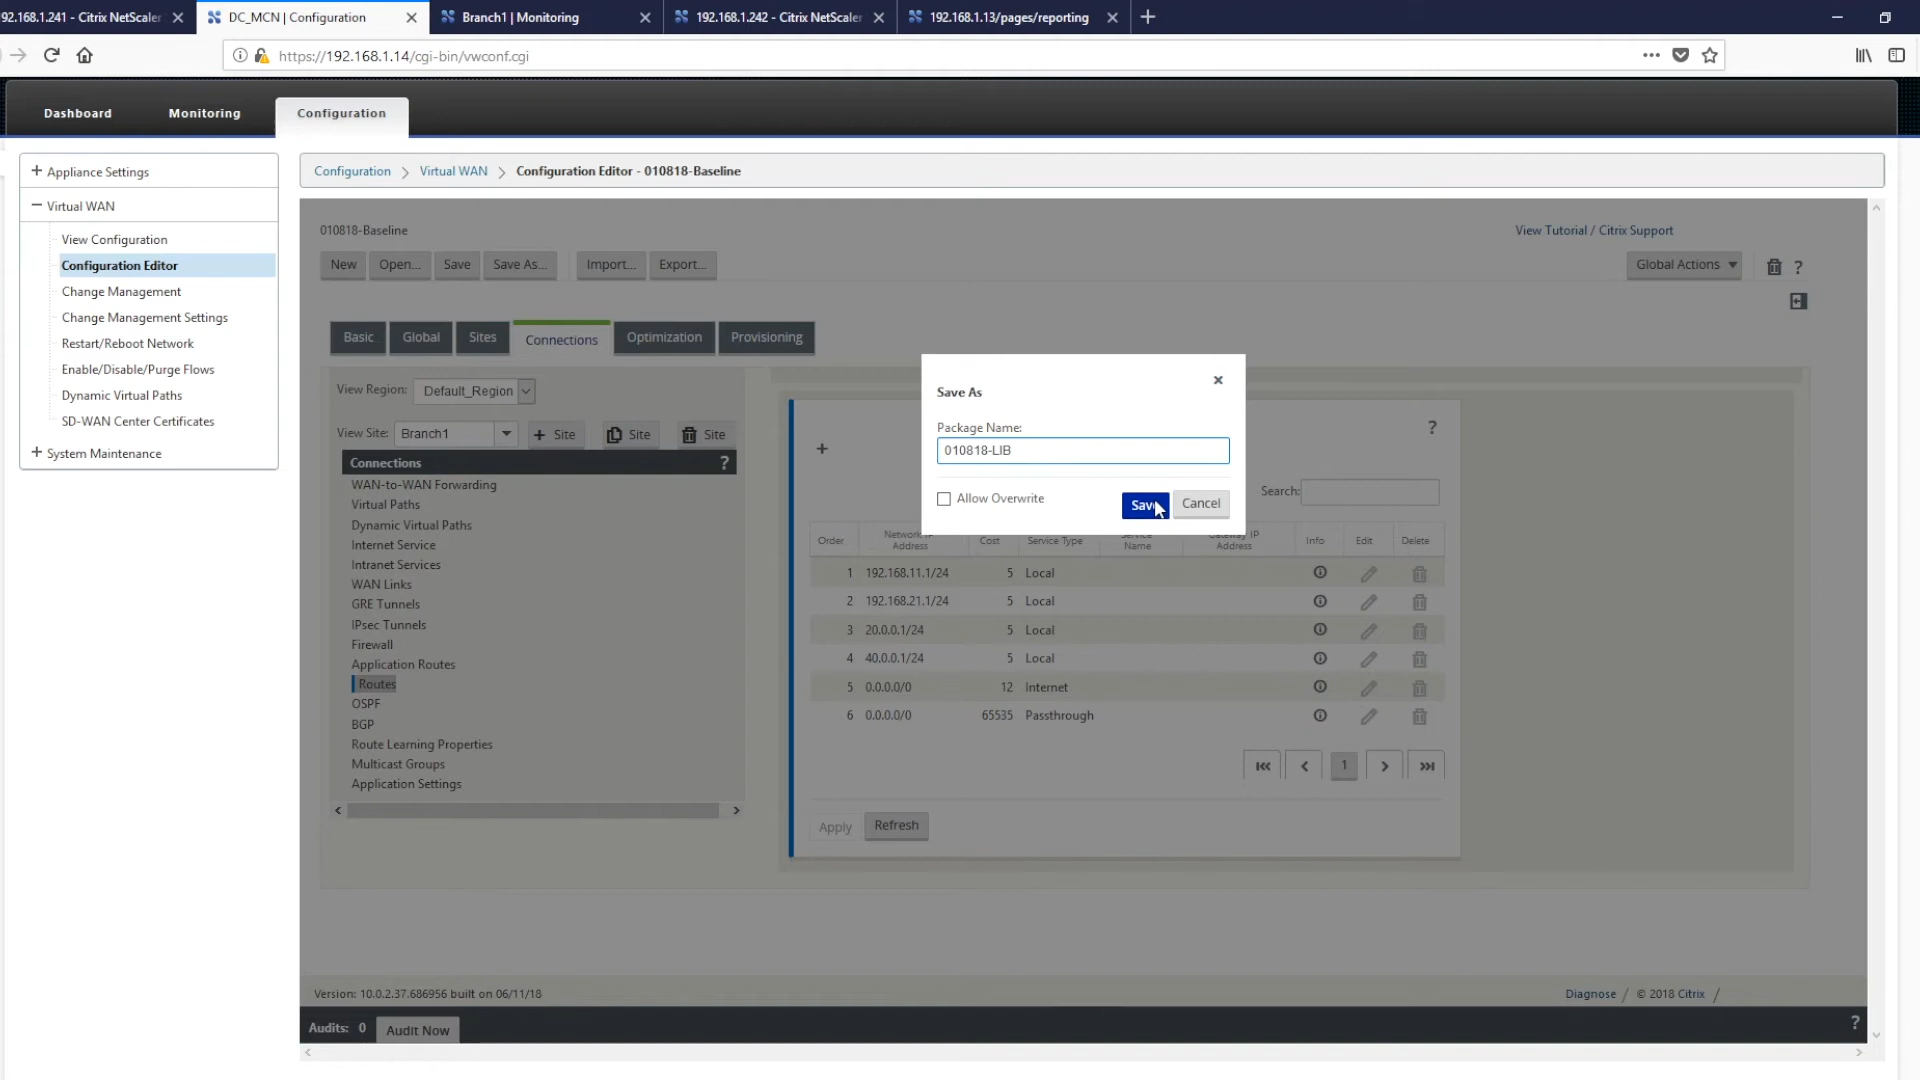 192.168.1.241 - Citrix NetScaler
DC_MCN | Configuration
Branch1 | Monitoring
192.168.1.242 - Citrix NetScaler
192.168.1.13/pages/reporting
https://192.168.1.14/cgi-bin/vwconf.cgi
Dashboard
Monitoring
Configuration
Appliance Settings
Virtual WAN
View Configuration
Configuration Editor
Change Management
Change Management Settings
Restart/Reboot Network
Enable/Disable/Purge Flows
Dynamic Virtual Paths
SD-WAN Center Certificates
System Maintenance
Configuration > Virtual WAN > Configuration Editor - 010818-Baseline
010818-Baseline
View Tutorial / Citrix Support
New Open... Save Save As... Import... Export...
Global Actions ?
Basic Global Sites Connections Optimization Provisioning
View Region: Default_Region
View Site: Branch1 + Site Site Site
Connections ?
WAN-to-WAN Forwarding
Virtual Paths
Dynamic Virtual Paths
Internet Service
Intranet Services
WAN Links
GRE Tunnels
IPsec Tunnels
Firewall
Application Routes
Routes
OSPF
BGP
Route Learning Properties
Multicast Groups
Application Settings
Save As
Package Name:
010818-LIB
Allow Overwrite
Save Cancel
+ ?
Search:
Order Network IP Address Cost Service Type Service Name Gateway IP Address Info Edit Delete
1 192.168.11.1/24 5 Local
2 192.168.21.1/24 5 Local
3 20.0.0.1/24 5 Local
4 40.0.0.1/24 5 Local
5 0.0.0.0/0 12 Internet
6 0.0.0.0/0 65535 Passthrough
1
Apply Refresh
Version: 10.0.2.37.686956 built on 06/11/18
Diagnose / © 2018 Citrix /
Audits: 0 Audit Now ?